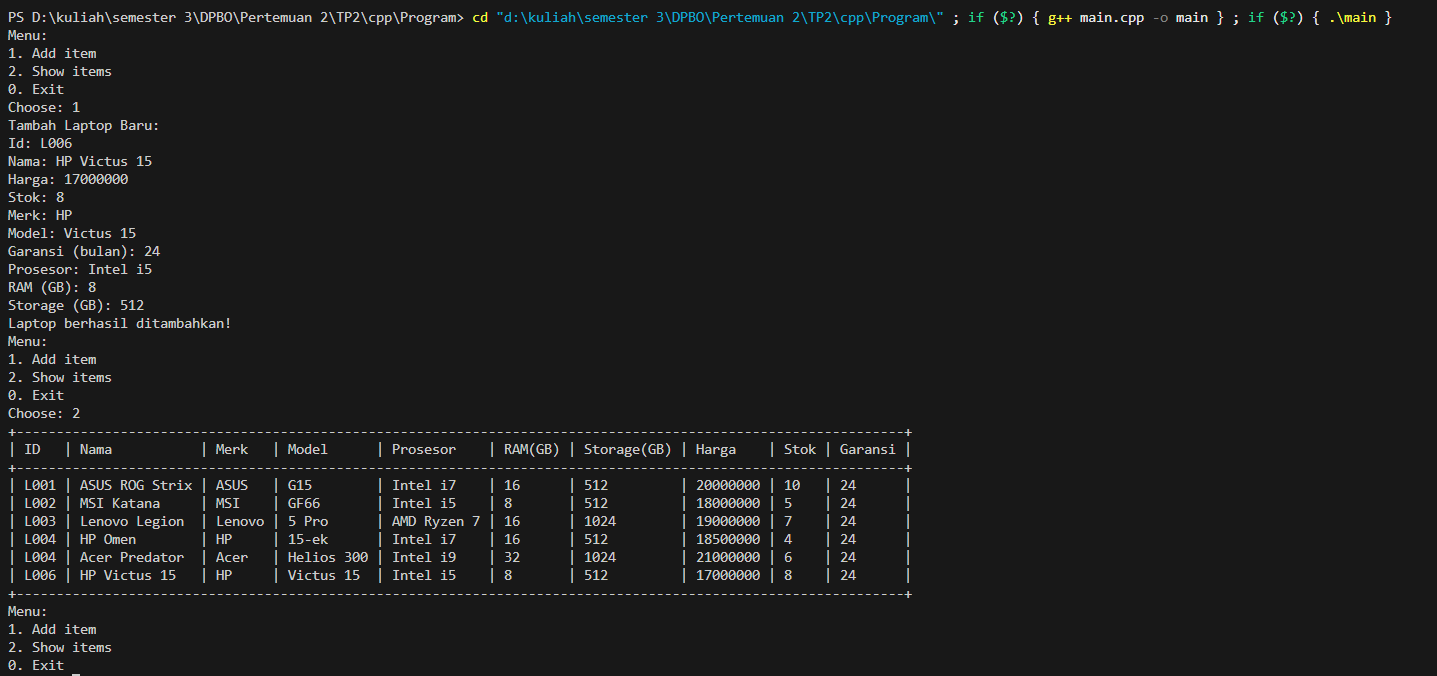 PS D:\kuliah\semester 3\DPBO\Pertemuan 2\TP2\cpp\Program> cd "d:\kuliah\semester 3\DPBO\Pertemuan 2\TP2\cpp\Program\" ; if ($?) { g++ main.cpp -o main } ; if ($?) { .\main }
Menu:
1. Add item
2. Show items
0. Exit
Choose: 1
Tambah Laptop Baru:
Id: L006
Nama: HP Victus 15
Harga: 17000000
Stok: 8
Merk: HP
Model: Victus 15
Garansi (bulan): 24
Prosesor: Intel i5
RAM (GB): 8
Storage (GB): 512
Laptop berhasil ditambahkan!
Menu:
1. Add item
2. Show items
0. Exit
Choose: 2
+---------------------------------------------------------------------------------------------------------------+
| ID   | Nama           | Merk   | Model      | Prosesor    | RAM(GB) | Storage(GB) | Harga    | Stok | Garansi |
+---------------------------------------------------------------------------------------------------------------+
| L001 | ASUS ROG Strix | ASUS   | G15        | Intel i7    | 16      | 512         | 20000000 | 10   | 24      |
| L002 | MSI Katana     | MSI    | GF66       | Intel i5    | 8       | 512         | 18000000 | 5    | 24      |
| L003 | Lenovo Legion  | Lenovo | 5 Pro      | AMD Ryzen 7 | 16      | 1024        | 19000000 | 7    | 24      |
| L004 | HP Omen        | HP     | 15-ek      | Intel i7    | 16      | 512         | 18500000 | 4    | 24      |
| L004 | Acer Predator  | Acer   | Helios 300 | Intel i9    | 32      | 1024        | 21000000 | 6    | 24      |
| L006 | HP Victus 15   | HP     | Victus 15  | Intel i5    | 8       | 512         | 17000000 | 8    | 24      |
+---------------------------------------------------------------------------------------------------------------+
Menu:
1. Add item
2. Show items
0. Exit